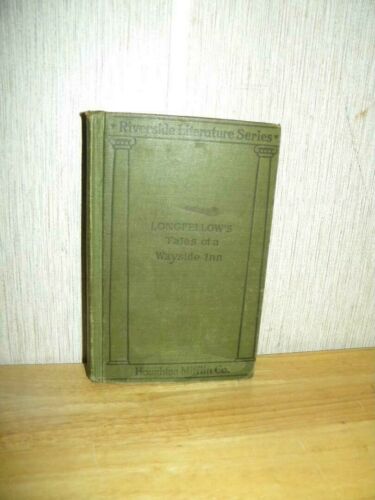 Riverside Literature Series
LONGFELLOW'S
Tales of a
Wayside Inn
Houghton Mifflin Co.